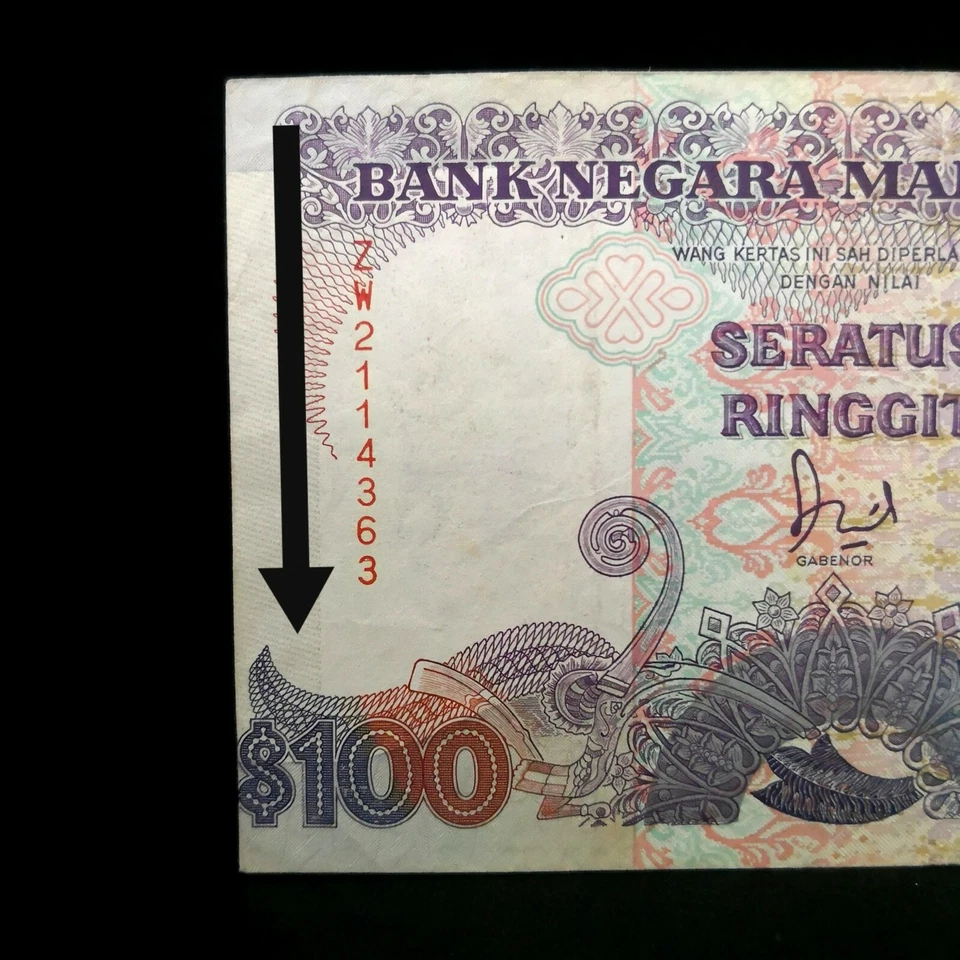 BANK NEGARA MA
ZW2114363
WANG KERTAS INI SAH DIPERLA
DENGAN NILAI
SERATUS
RINGGIT
GABENOR
$100